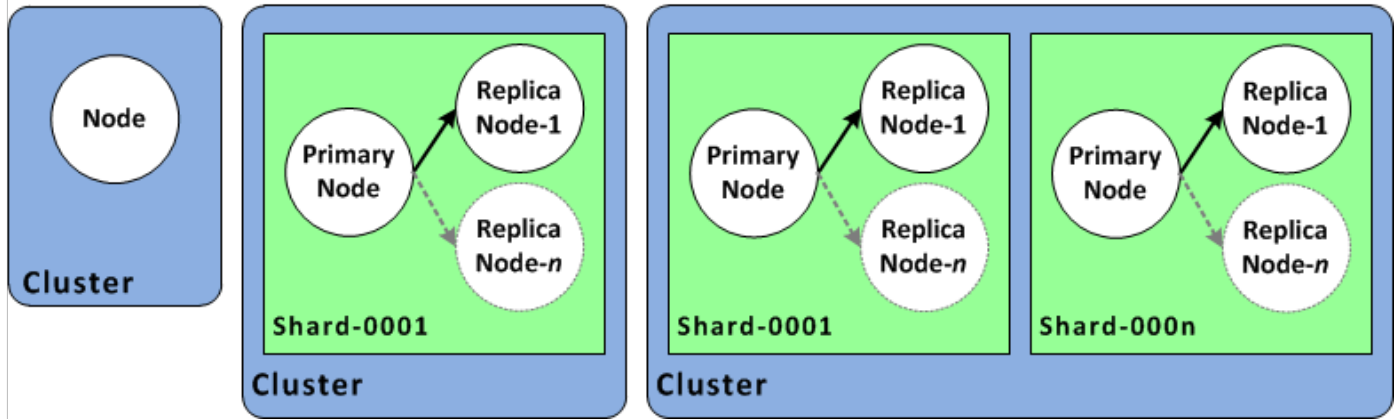 Node
Cluster
Primary
Node
Replica
Node-1
Replica
Node-n
Shard-0001
Cluster
Primary
Node
Replica
Node-1
Replica
Node-n
Shard-0001
Primary
Node
Replica
Node-1
Replica
Node-n
Shard-000n
Cluster